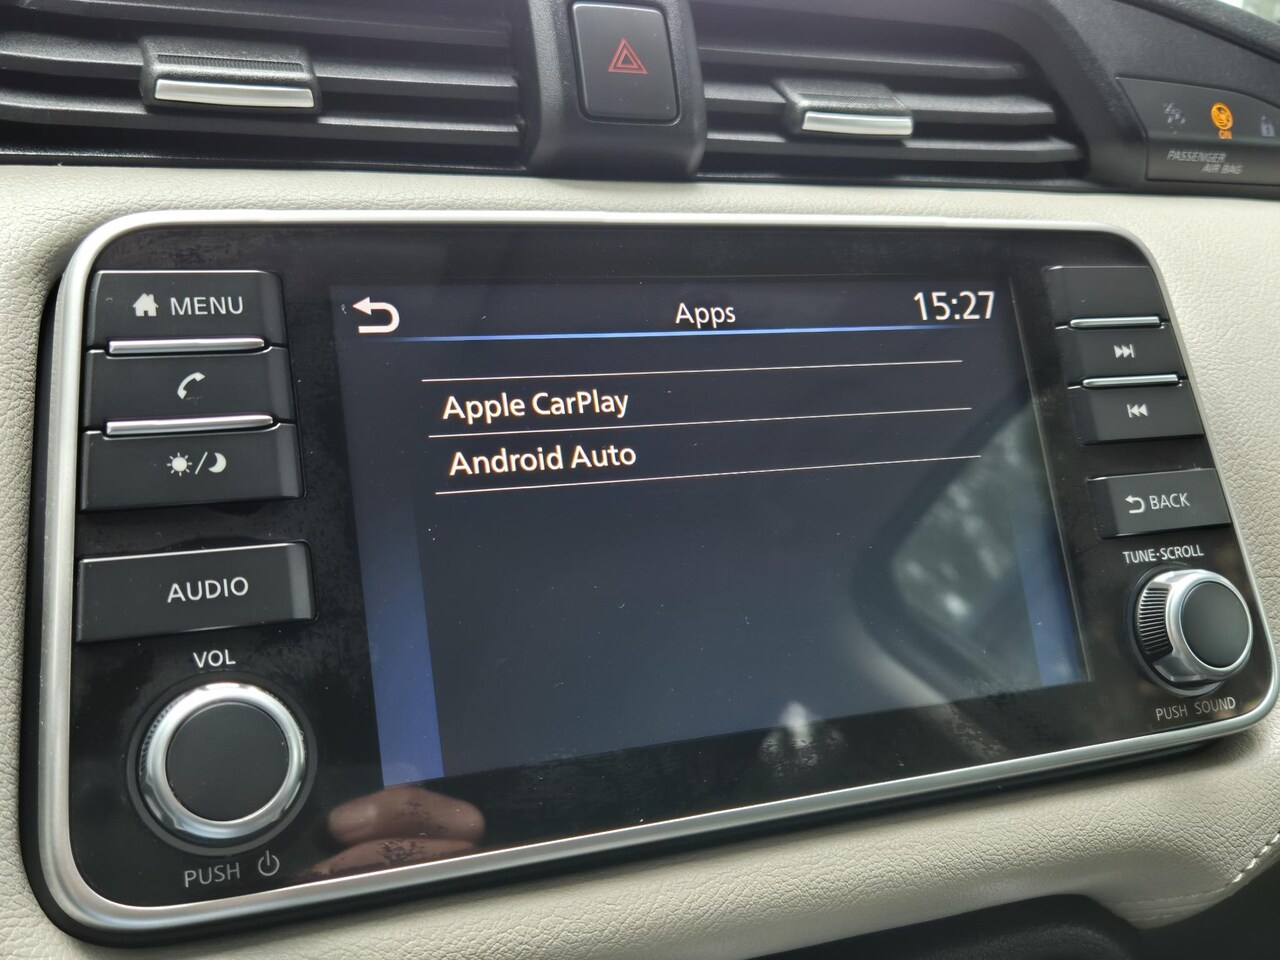 PASSENGER
AIR BAG
ON
MENU
Apps
15:27
Apple CarPlay
Android Auto
BACK
TUNE·SCROLL
AUDIO
VOL
PUSH SOUND
PUSH